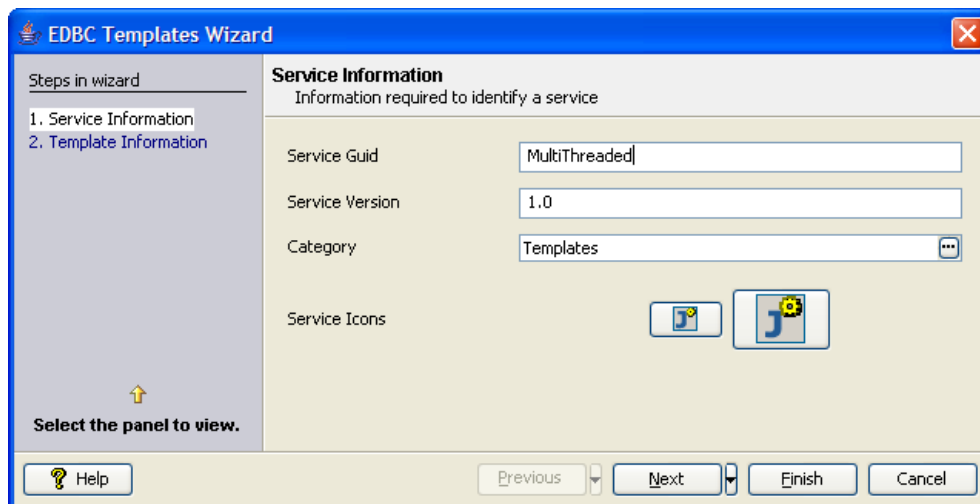 EDBC Templates Wizard
Steps in wizard
1. Service Information
2. Template Information
Select the panel to view.
Service Information
Information required to identify a service
Service Guid
MultiThreaded
Service Version
1.0
Category
Templates
...
Service Icons
J
J
? Help
Previous
Next
Finish
Cancel